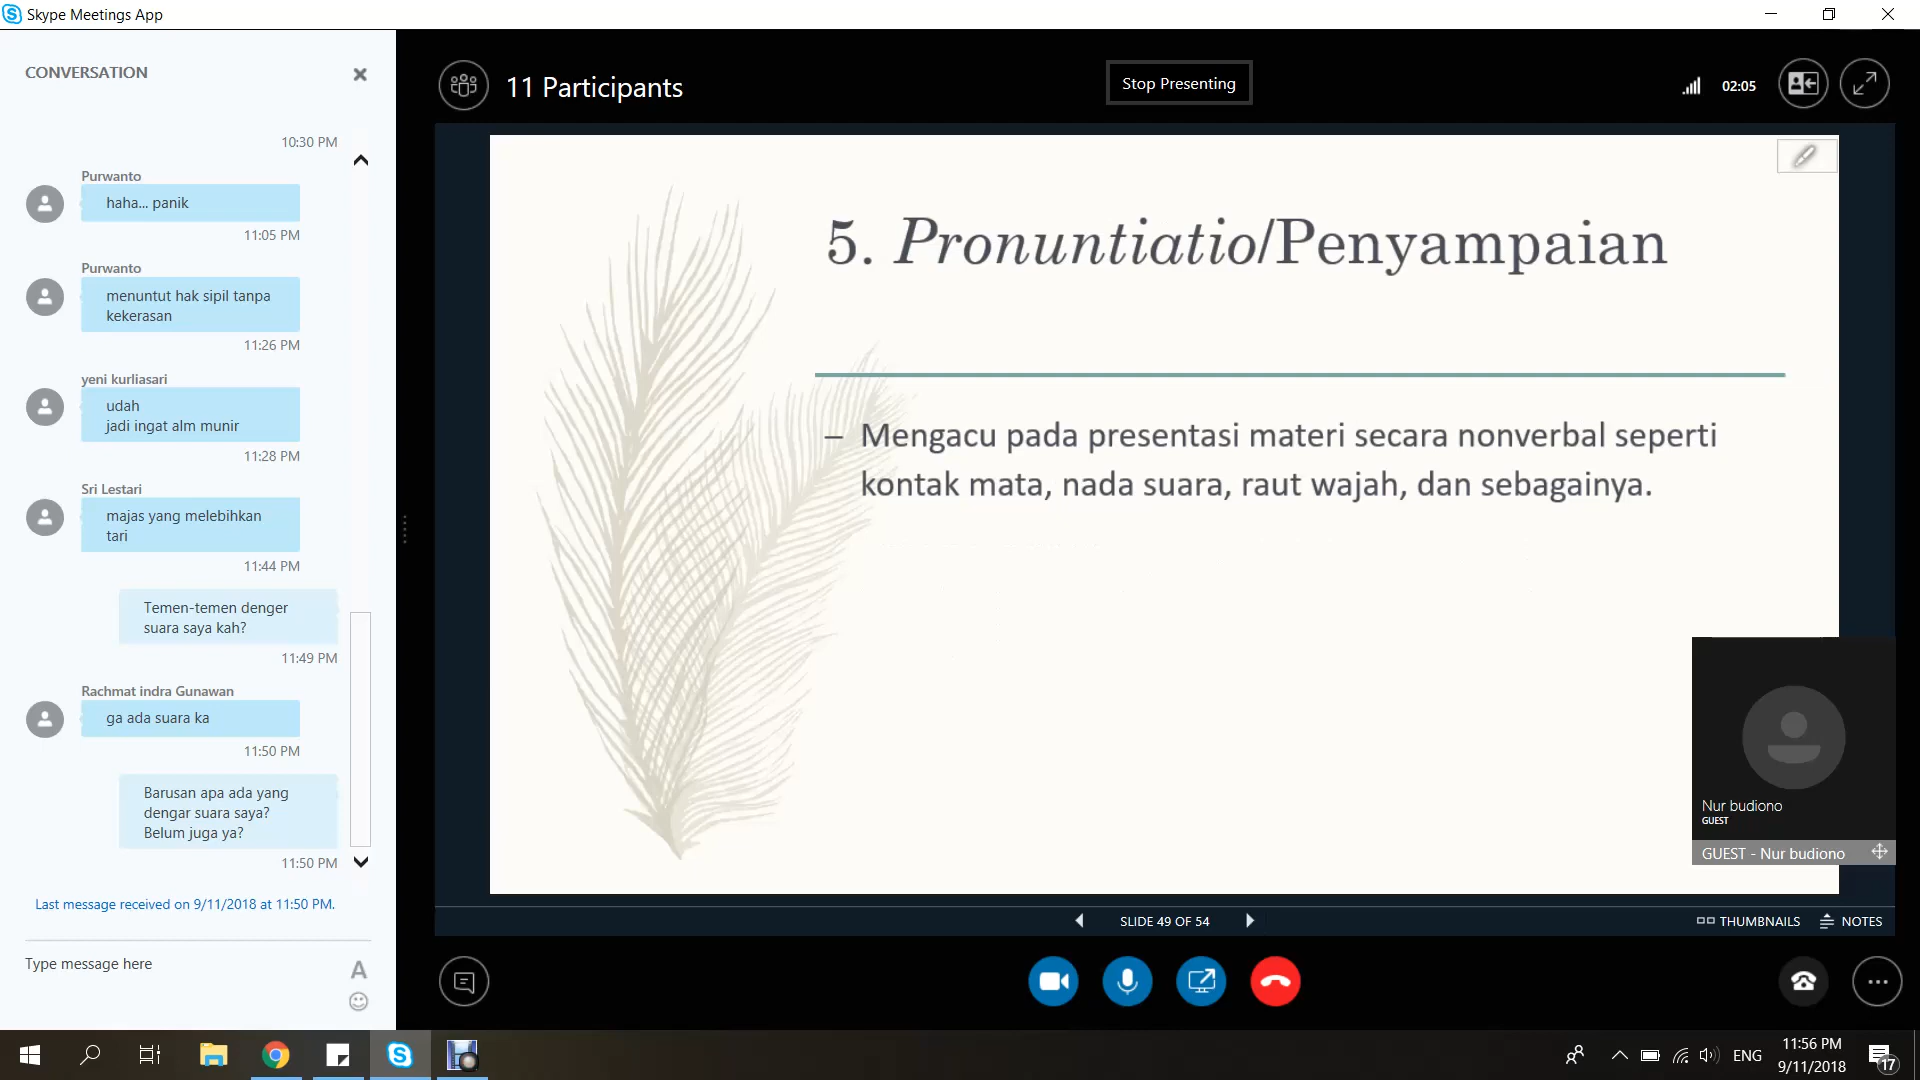 Skype Meetings App
CONVERSATION
10:30 PM
Purwanto
haha... panik
11:05 PM
Purwanto
menuntut hak sipil tanpa
kekerasan
11:26 PM
yeni kurliasari
udah
jadi ingat alm munir
11:28 PM
Sri Lestari
majas yang melebihkan
tari
11:44 PM
Temen-temen denger
suara saya kah?
11:49 PM
Rachmat indra Gunawan
ga ada suara ka
11:50 PM
Barusan apa ada yang
dengar suara saya?
Belum juga ya?
11:50 PM
Last message received on 9/11/2018 at 11:50 PM.
Type message here
A
11 Participants
Stop Presenting
02:05
5. Pronuntiatio/Penyampaian
– Mengacu pada presentasi materi secara nonverbal seperti
kontak mata, nada suara, raut wajah, dan sebagainya.
Nur budiono
GUEST
GUEST - Nur budiono
SLIDE 49 OF 54
THUMBNAILS
NOTES
ENG
11:56 PM
9/11/2018
17